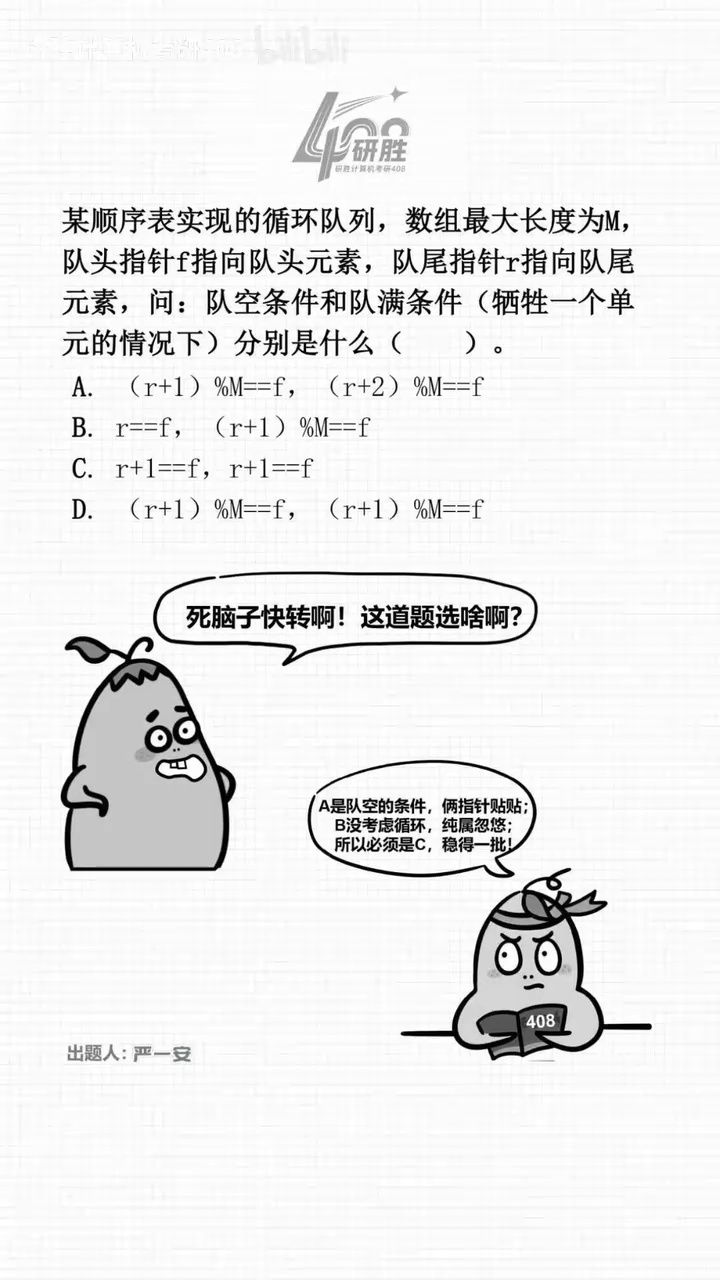 bilibili
400
研胜
研胜计算机考研408
某顺序表实现的循环队列，数组最大长度为M，
队头指针f指向队头元素，队尾指针r指向队尾
元素，问：队空条件和队满条件（牺牲一个单
元的情况下）分别是什么（　　）。
A. （r+1）%M==f，（r+2）%M==f
B. r==f，（r+1）%M==f
C. r+1==f，r+1==f
D. （r+1）%M==f，（r+1）%M==f
死脑子快转啊！这道题选啥啊？
A是队空的条件，俩指针贴贴；
B没考虑循环，纯属忽悠；
所以必须是C，稳得一批！
408
出题人：严一安